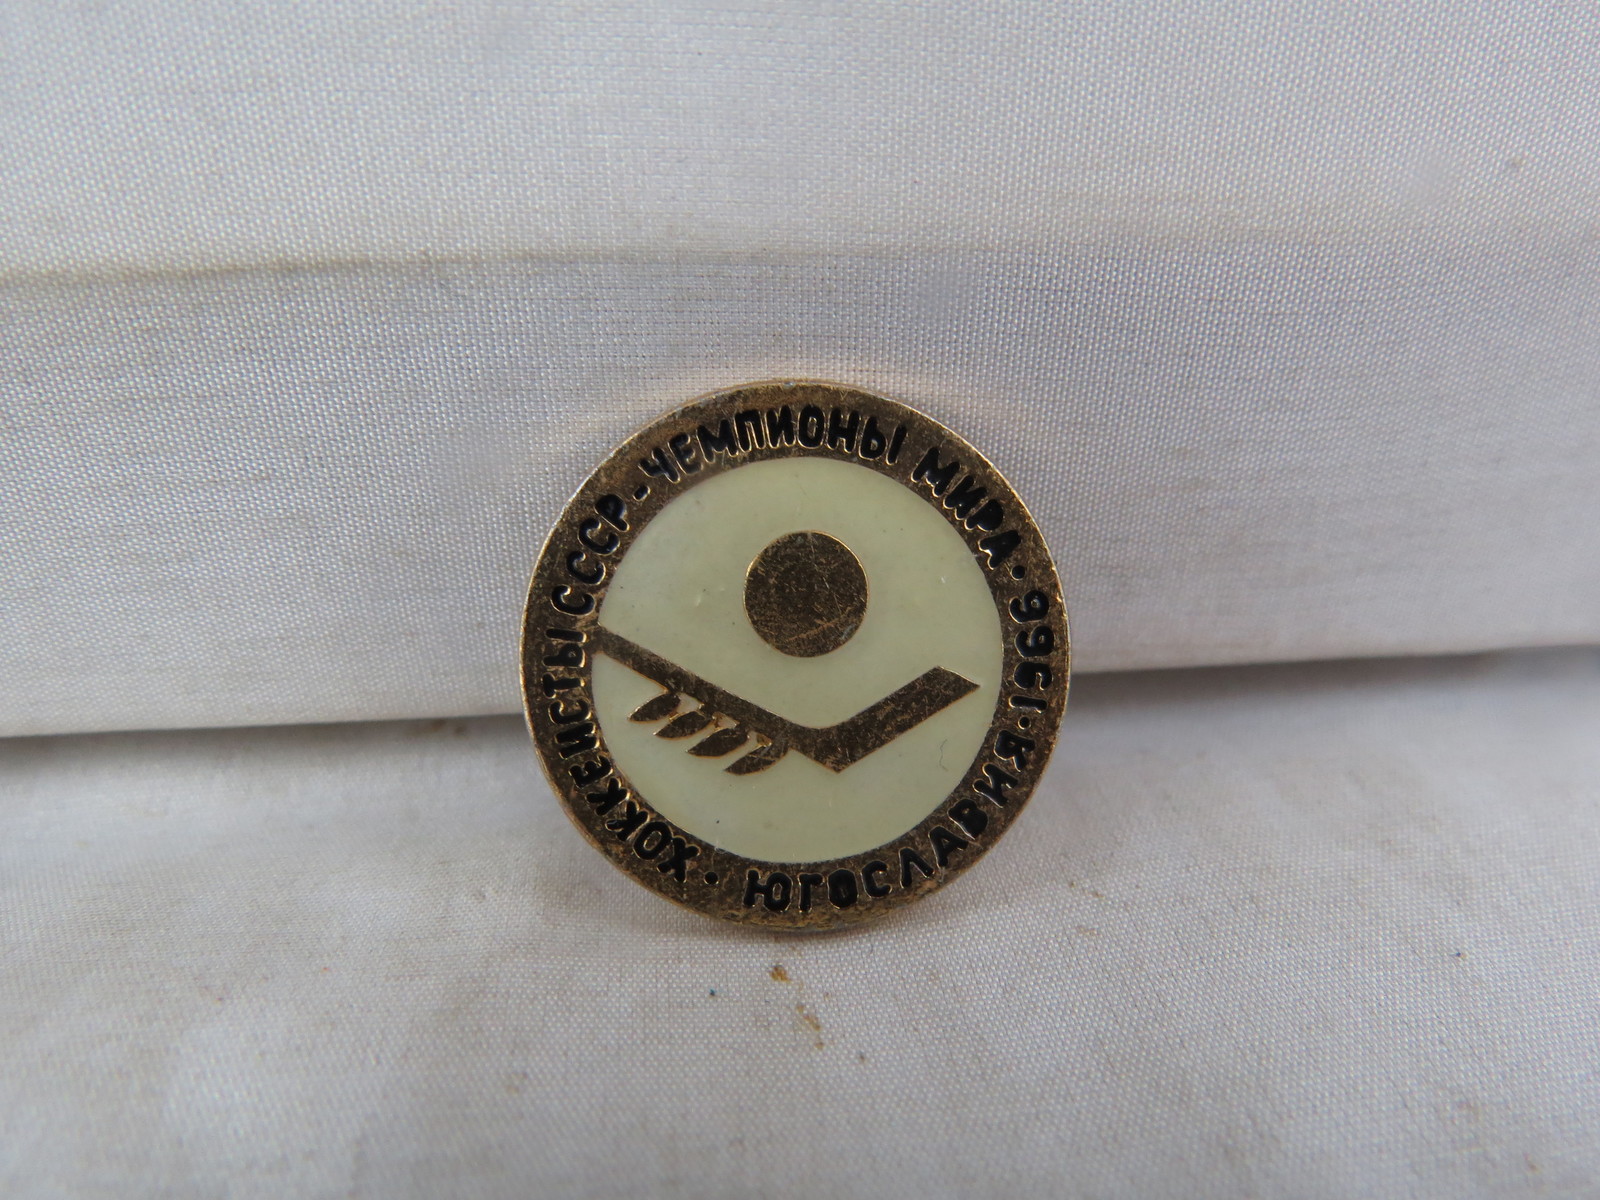 ХОККЕИСТЫ СССР - ЧЕМПИОНЫ МИРА · 1966 · ЮГОСЛАВИЯ ·